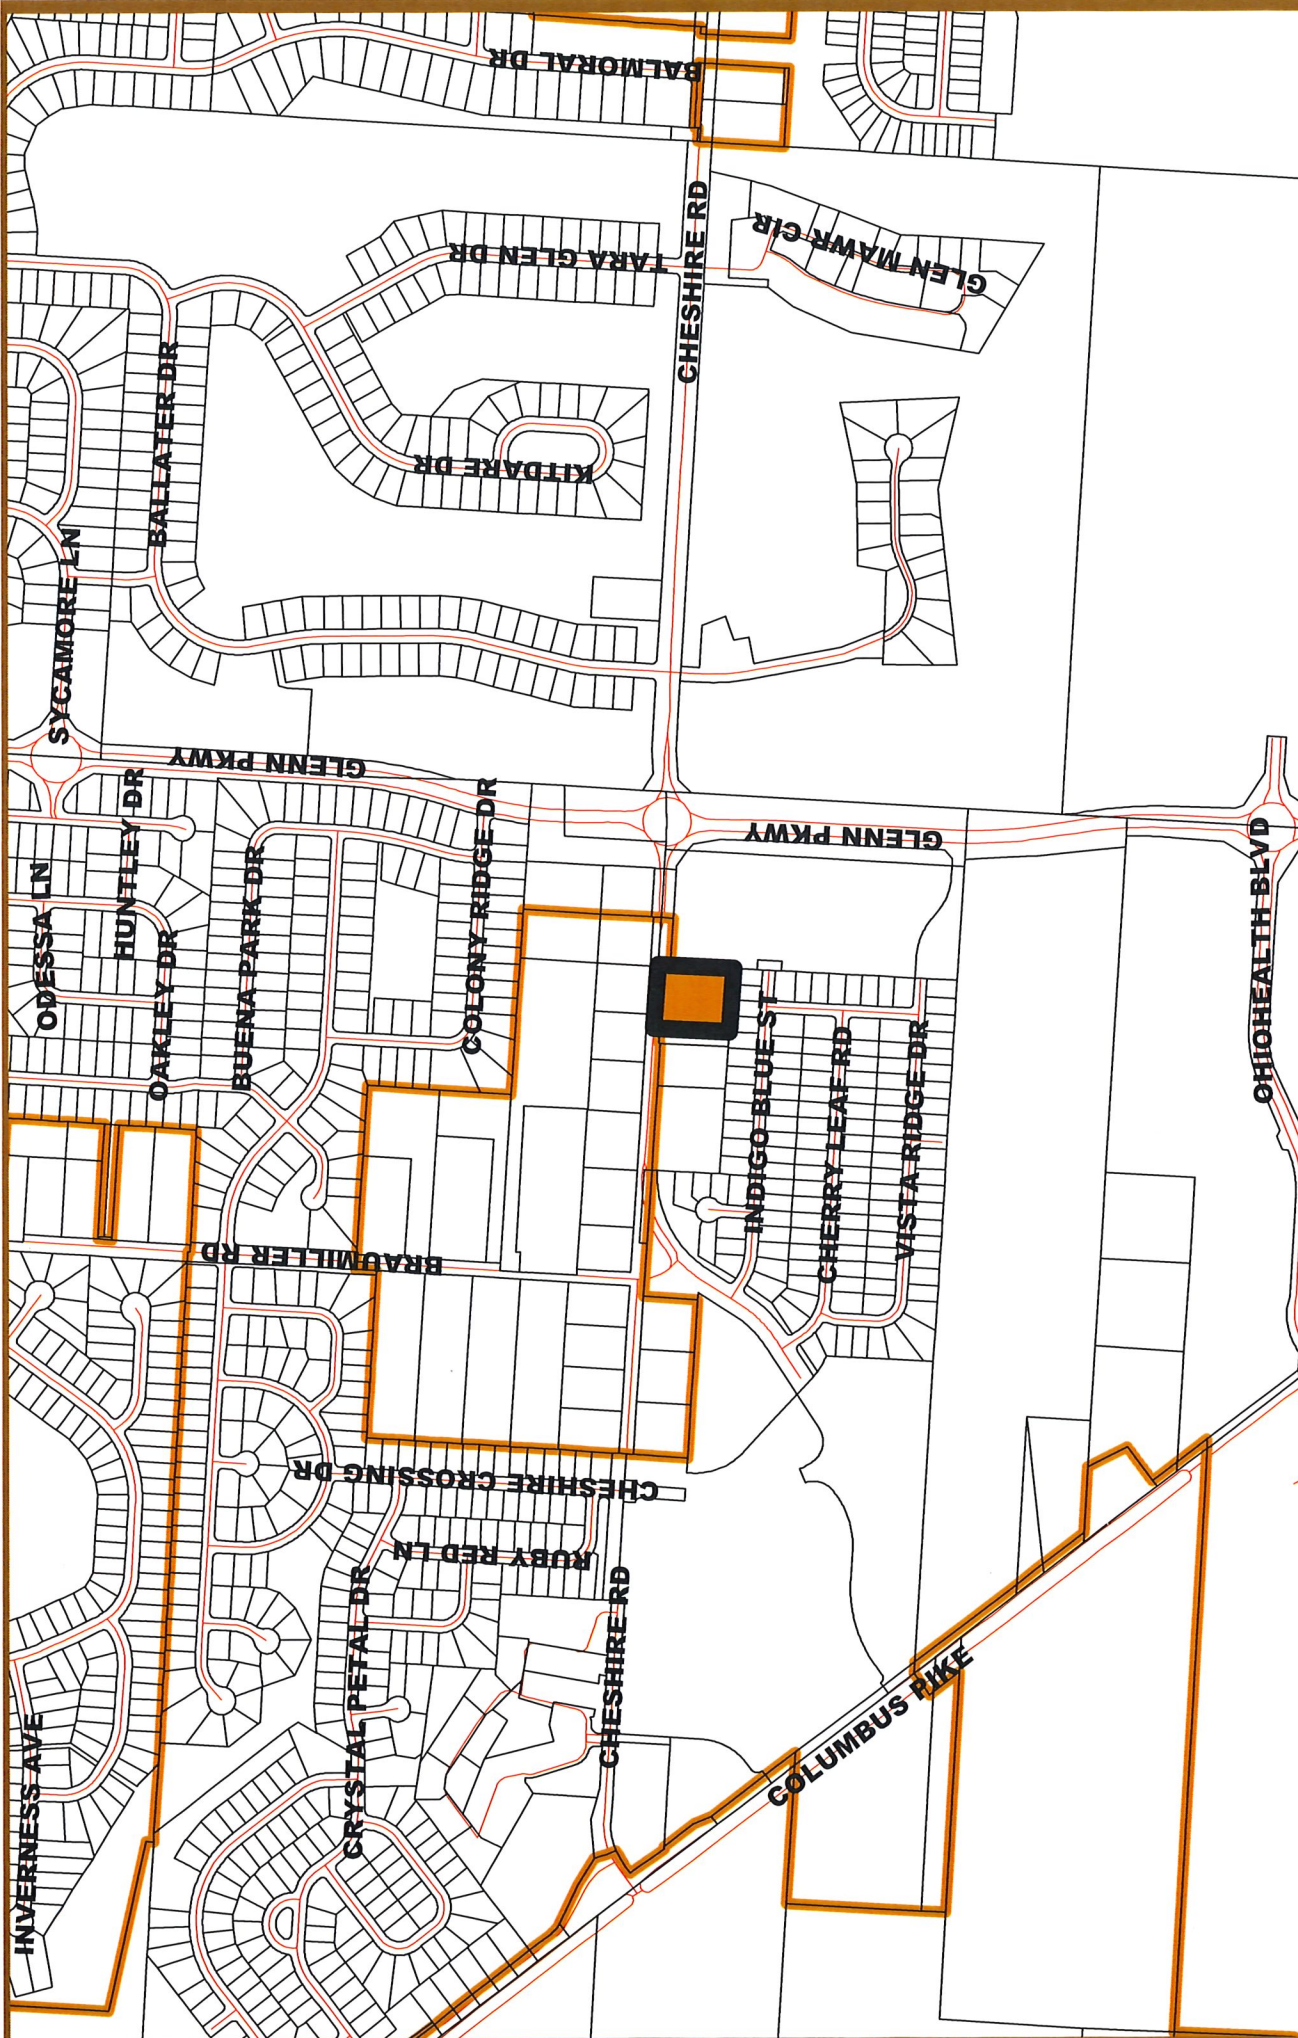 BALMORAL DR
CHESHIRE RD
GLEN MAWR CIR
TARA GLEN DR
BALLATER DR
KITDARE DR
SYCAMORE LN
GLENN PKWY
GLENN PKWY
HUNTLEY DR
COLONY RIDGE DR
OHIOHEALTH BLVD
BUENA PARK DR
ODESSA LN
OAKLEY DR
INDIGO BLUE ST
CHERRY LEAF RD
VISTA RIDGE DR
BRAUMILLER RD
CHESHIRE CROSSING DR
RUBY RED LN
CRYSTAL PETAL DR
CHESHIRE RD
COLUMBUS PIKE
INVERNESS AVE